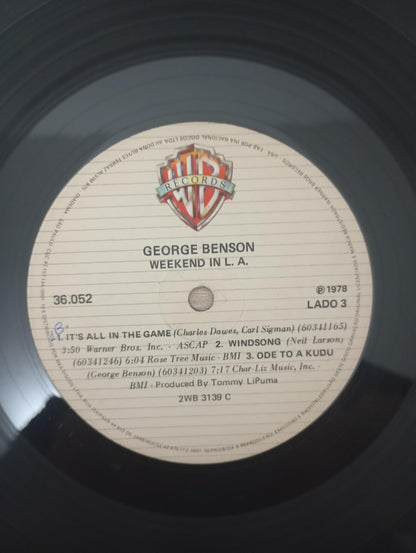 WB
RECORDS
GEORGE BENSON
WEEKEND IN L. A.
36.052
℗ 1978
LADO 3
1. IT'S ALL IN THE GAME (Charles Dawes, Carl Sigman) (60341165)
3:50 Warner Bros. Inc. - ASCAP 2. WINDSONG (Neil Larson)
(60341246) 6:04 Rose Tree Music - BMI 3. ODE TO A KUDU
(George Benson) (60341203) 7:17 Char-Liz Music, Inc. -
BMI - Produced By Tommy LiPuma
2WB 3139 C